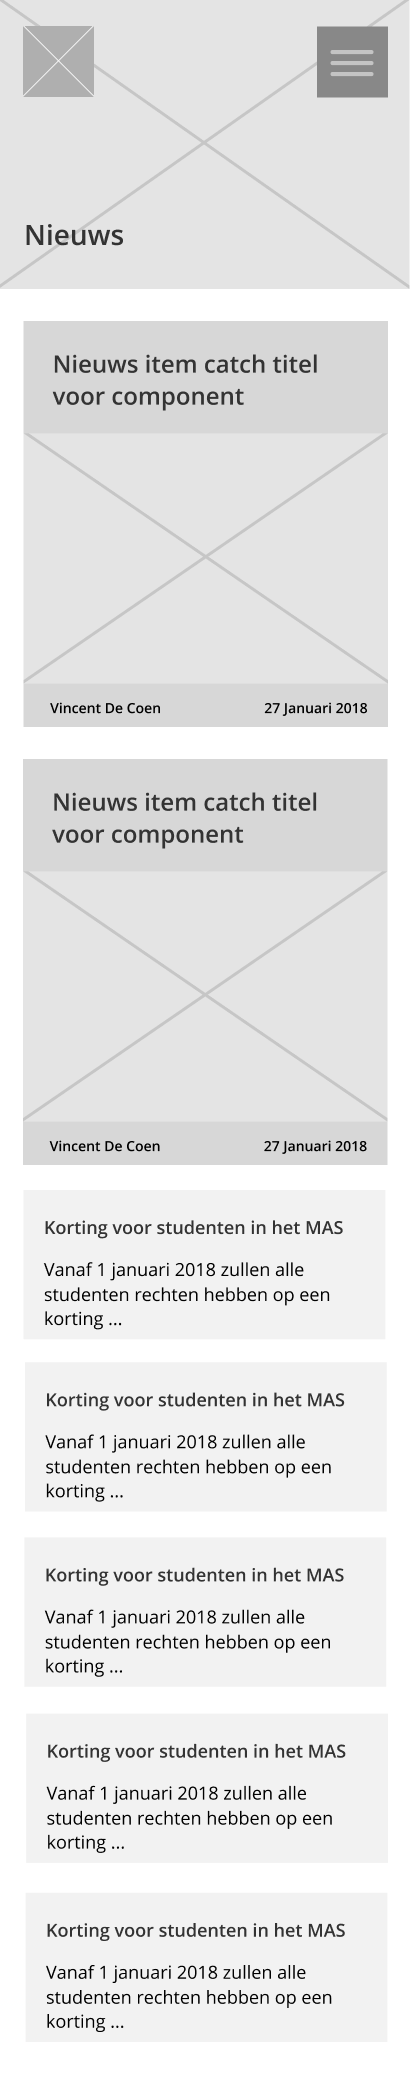 Nieuws
Nieuws item catch titel
voor component
Vincent De Coen 27 Januari 2018
Nieuws item catch titel
voor component
Vincent De Coen 27 Januari 2018
Korting voor studenten in het MAS
Vanaf 1 januari 2018 zullen alle
studenten rechten hebben op een
korting ...
Korting voor studenten in het MAS
Vanaf 1 januari 2018 zullen alle
studenten rechten hebben op een
korting ...
Korting voor studenten in het MAS
Vanaf 1 januari 2018 zullen alle
studenten rechten hebben op een
korting ...
Korting voor studenten in het MAS
Vanaf 1 januari 2018 zullen alle
studenten rechten hebben op een
korting ...
Korting voor studenten in het MAS
Vanaf 1 januari 2018 zullen alle
studenten rechten hebben op een
korting ...